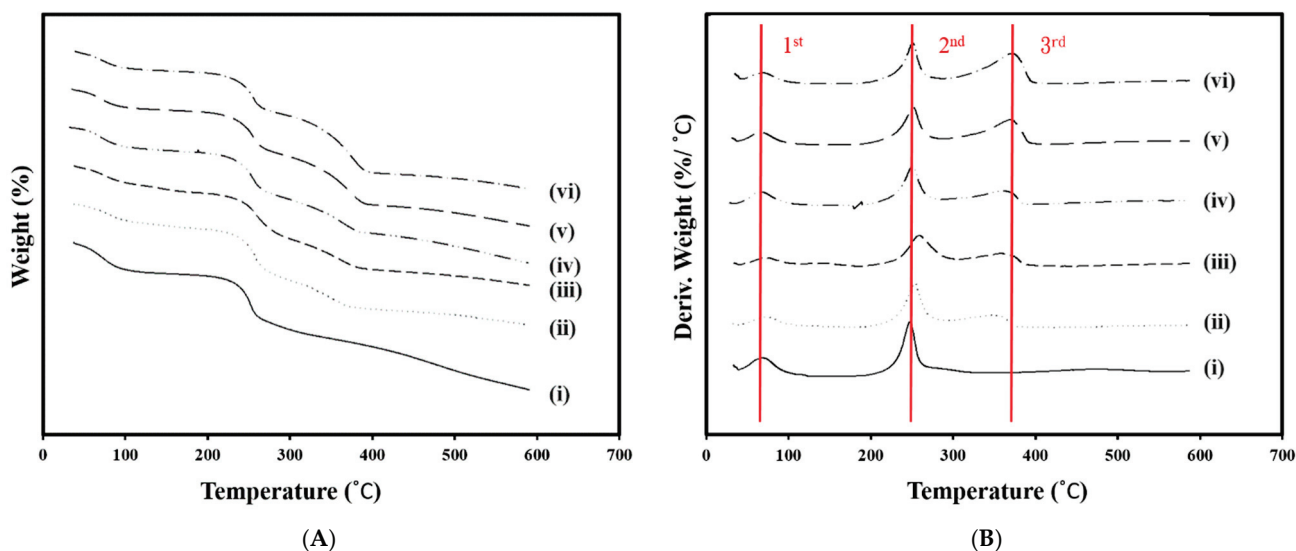 Weight (%)
(vi)
(v)
(iv)
(iii)
(ii)
(i)
0 100 200 300 400 500 600 700
Temperature (˚C)
(A)
Deriv. Weight (%/ ˚C)
1st 2nd 3rd
(vi)
(v)
(iv)
(iii)
(ii)
(i)
0 100 200 300 400 500 600 700
Temperature (˚C)
(B)